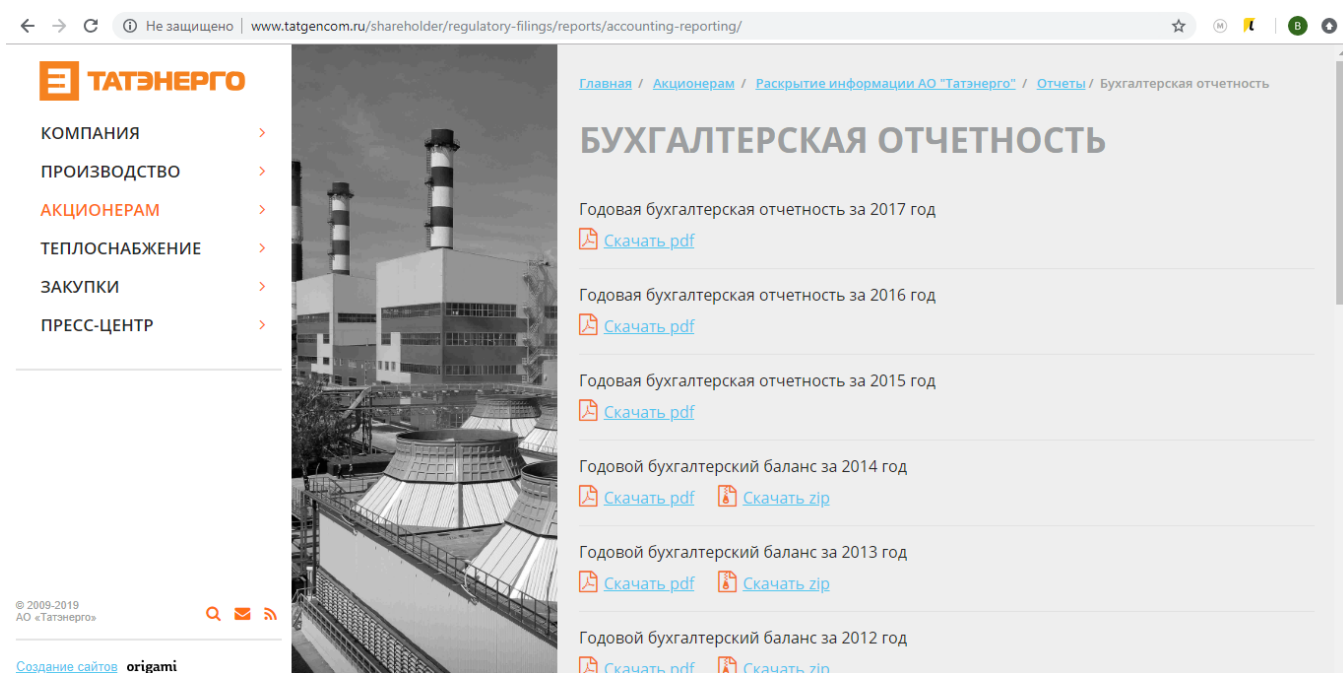 Не защищено | www.tatgencom.ru/shareholder/regulatory-filings/reports/accounting-reporting/
ТАТЭНЕРГО
КОМПАНИЯ
ПРОИЗВОДСТВО
АКЦИОНЕРАМ
ТЕПЛОСНАБЖЕНИЕ
ЗАКУПКИ
ПРЕСС-ЦЕНТР
© 2009-2019
АО «Татэнерго»
Создание сайтов origami
Главная / Акционерам / Раскрытие информации АО "Татэнерго" / Отчеты / Бухгалтерская отчетность
БУХГАЛТЕРСКАЯ ОТЧЕТНОСТЬ
Годовая бухгалтерская отчетность за 2017 год
Скачать pdf
Годовая бухгалтерская отчетность за 2016 год
Скачать pdf
Годовая бухгалтерская отчетность за 2015 год
Скачать pdf
Годовой бухгалтерский баланс за 2014 год
Скачать pdf Скачать zip
Годовой бухгалтерский баланс за 2013 год
Скачать pdf Скачать zip
Годовой бухгалтерский баланс за 2012 год
Скачать pdf Скачать zip